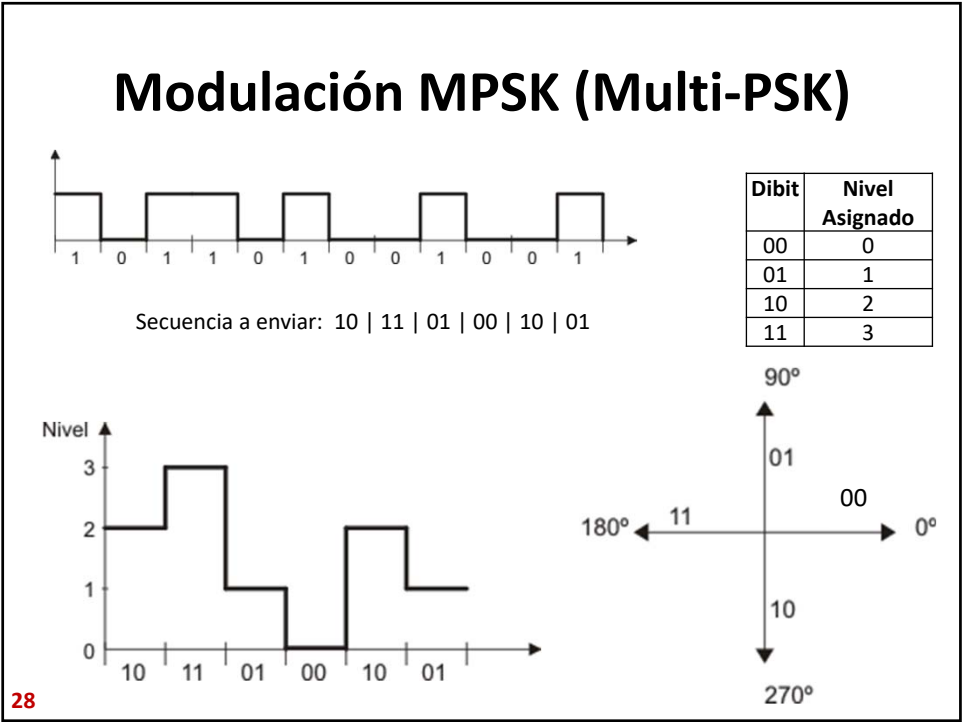 Modulación MPSK (Multi-PSK)
1 0 1 1 0 1 0 0 1 0 0 1
Secuencia a enviar: 10 | 11 | 01 | 00 | 10 | 01
Dibit Nivel Asignado
00 0
01 1
10 2
11 3
Nivel
3
2
1
0
10 11 01 00 10 01
90º
01
00
180º 11 0º
10
270º
28